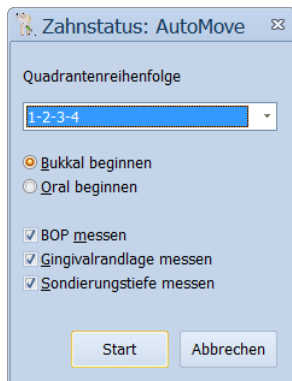 Zahnstatus: AutoMove
Quadrantenreihenfolge
1-2-3-4
Bukkal beginnen
Oral beginnen
BOP messen
Gingivalrandlage messen
Sondierungstiefe messen
Start Abbrechen